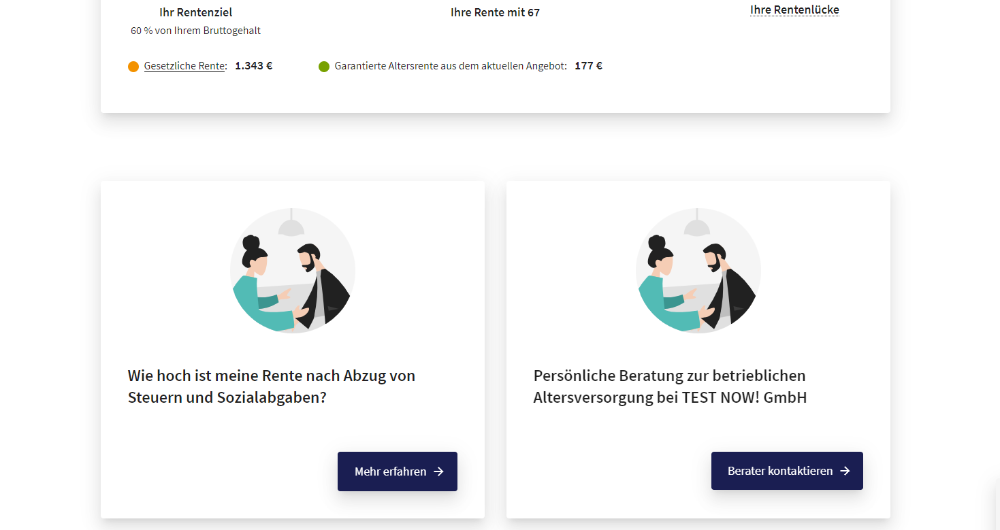 Ihr Rentenziel
60 % von Ihrem Bruttogehalt
Ihre Rente mit 67
Ihre Rentenlücke
Gesetzliche Rente: 1.343 €
Garantierte Altersrente aus dem aktuellen Angebot: 177 €
Wie hoch ist meine Rente nach Abzug von
Steuern und Sozialabgaben?
Mehr erfahren →
Persönliche Beratung zur betrieblichen
Altersversorgung bei TEST NOW! GmbH
Berater kontaktieren →